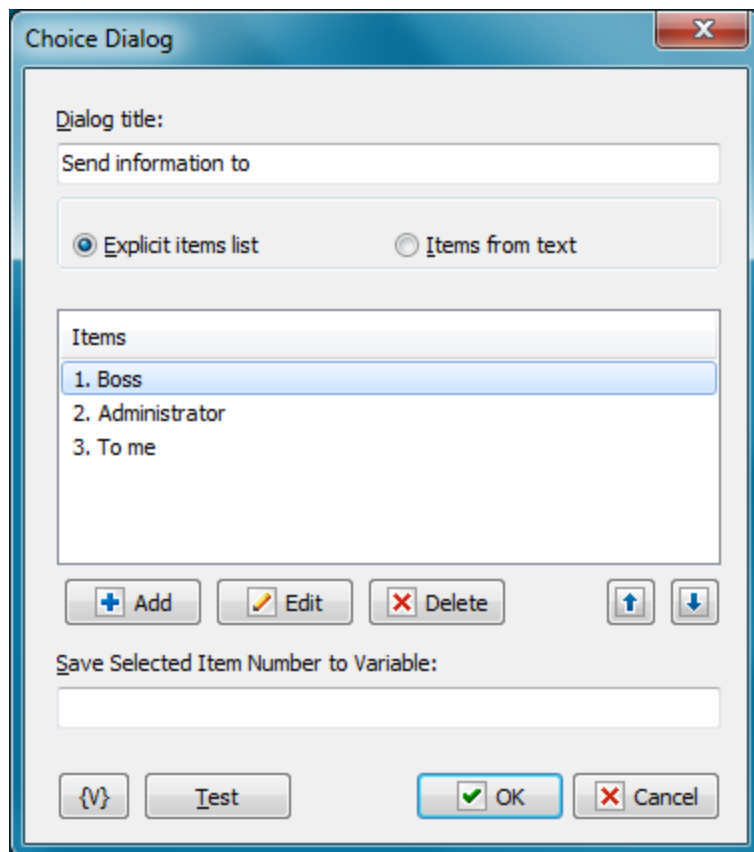 Choice Dialog
Dialog title:
Send information to
Explicit items list Items from text
Items
1. Boss
2. Administrator
3. To me
Add Edit Delete
Save Selected Item Number to Variable:
{V} Test OK Cancel